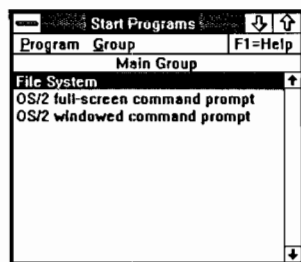 Start Programs
Program Group F1=Help
Main Group
File System
OS/2 full-screen command prompt
OS/2 windowed command prompt